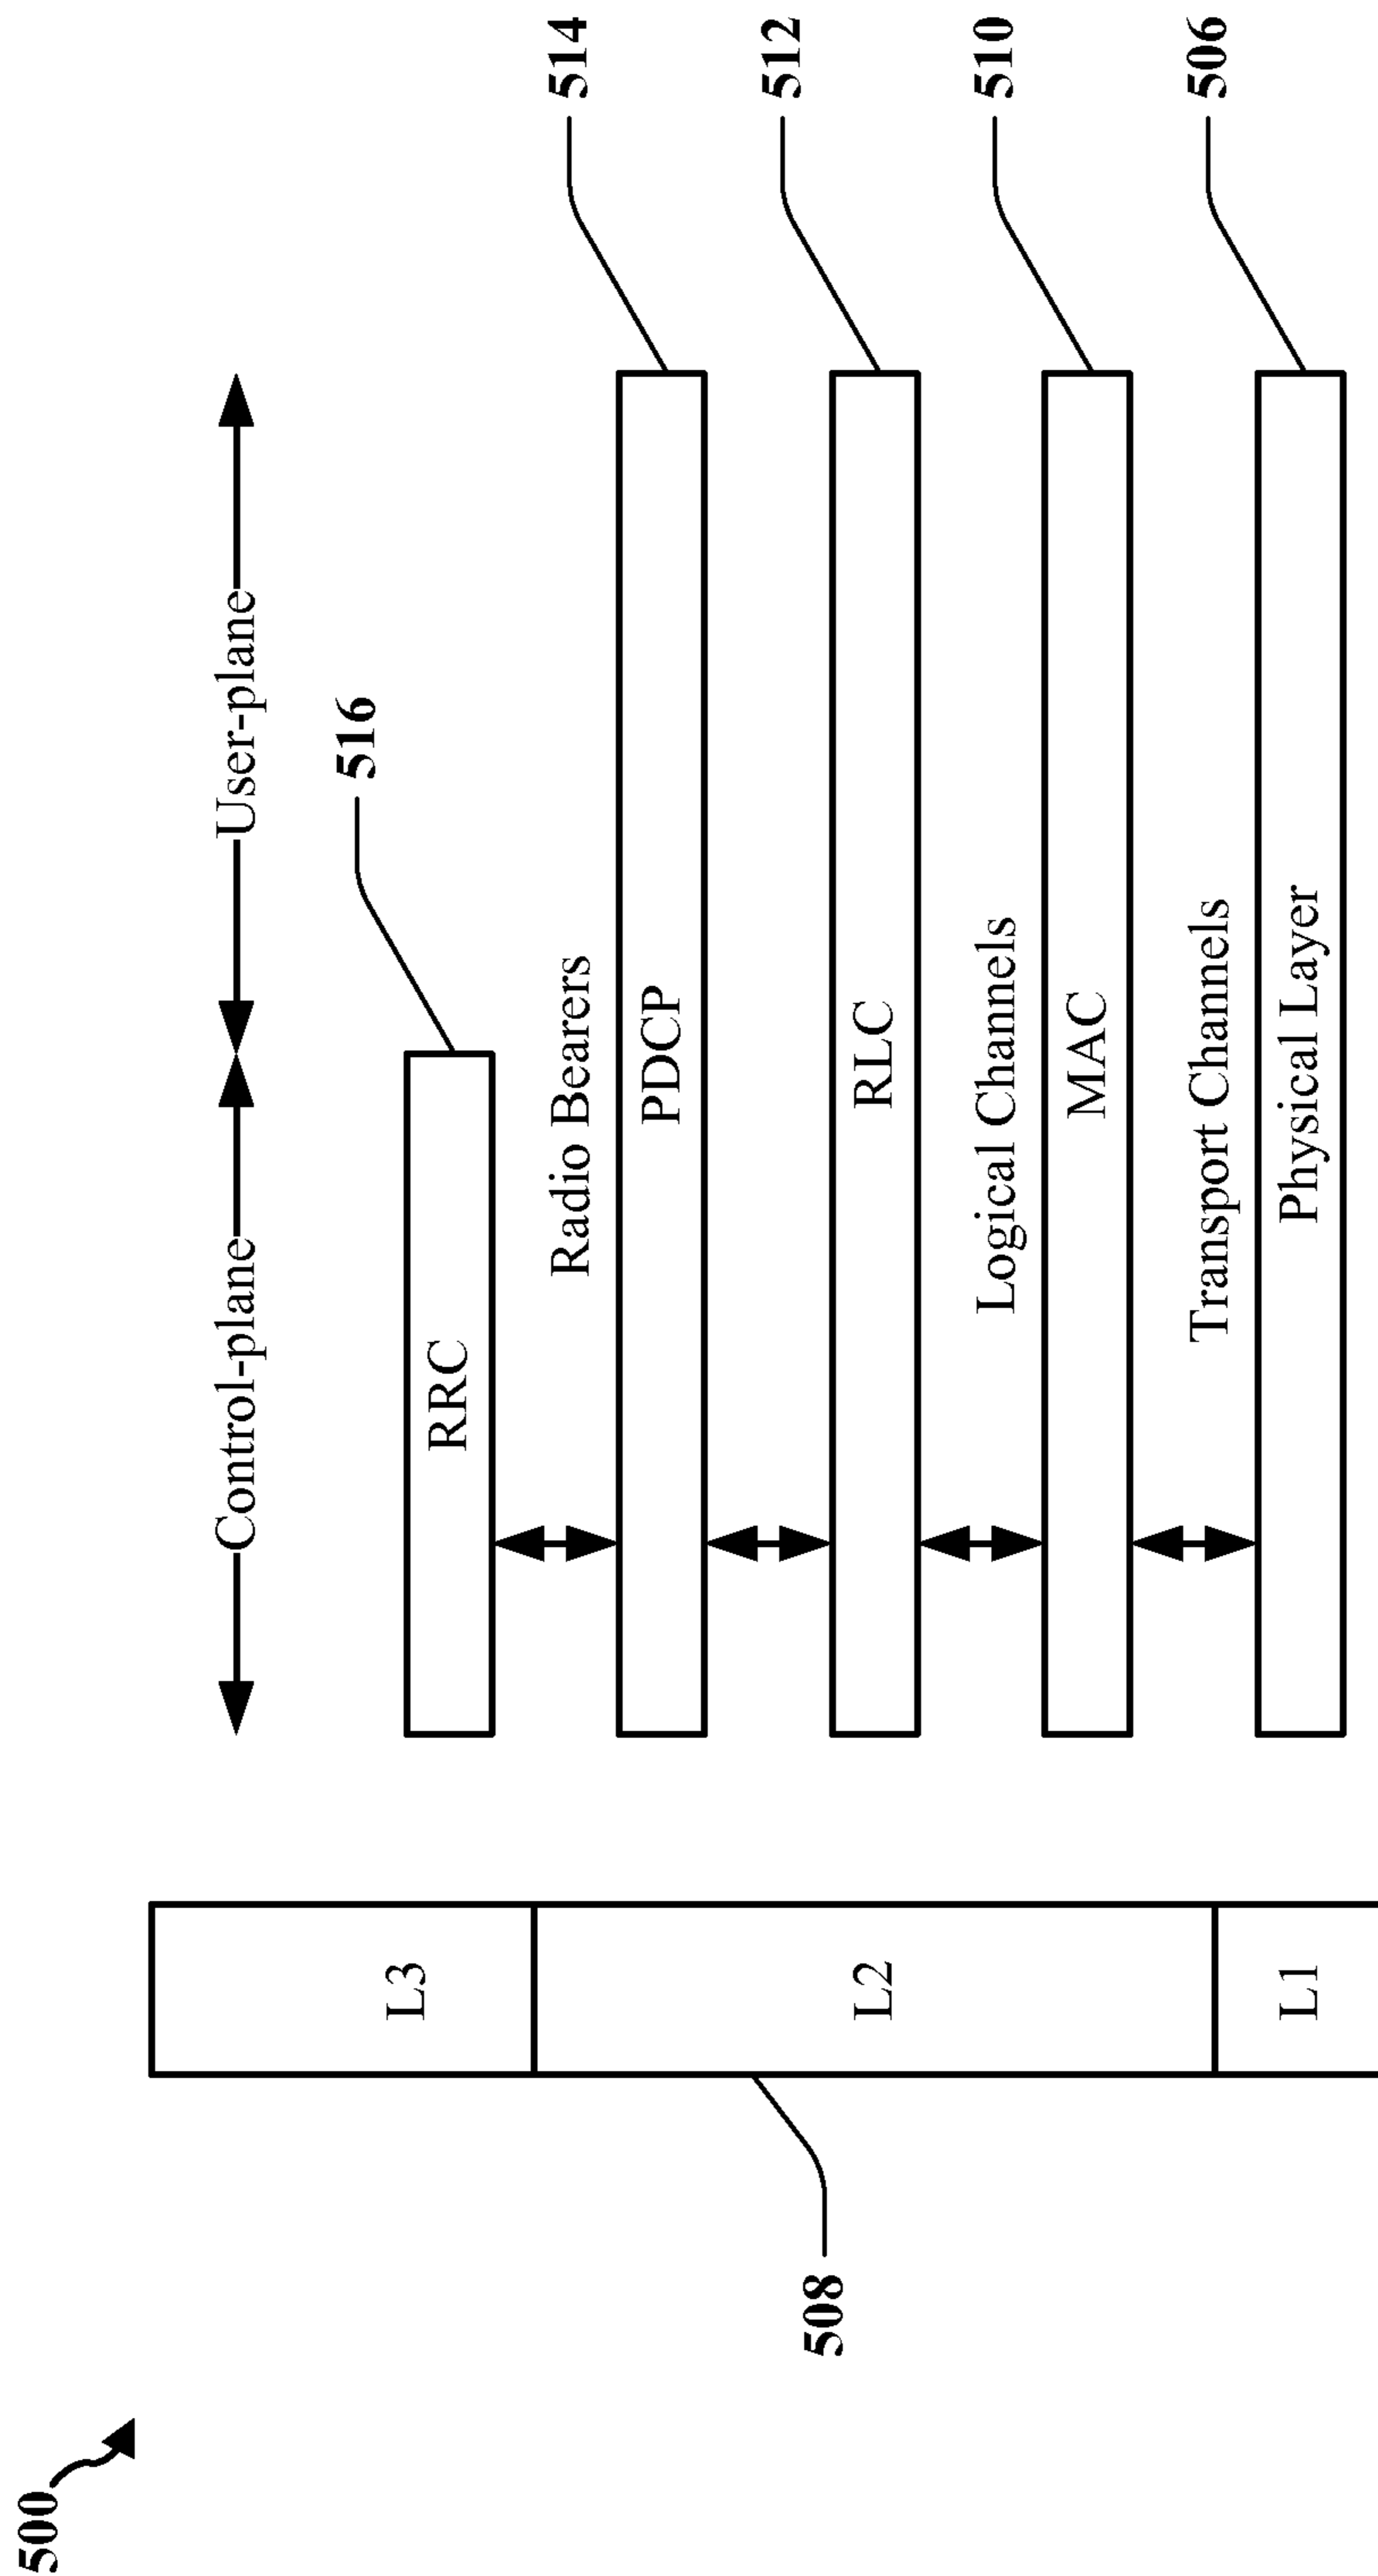 500
Control-plane
User-plane
516
L3
RRC
Radio Bearers
514
PDCP
508
L2
512
RLC
Logical Channels
510
MAC
Transport Channels
506
L1
Physical Layer